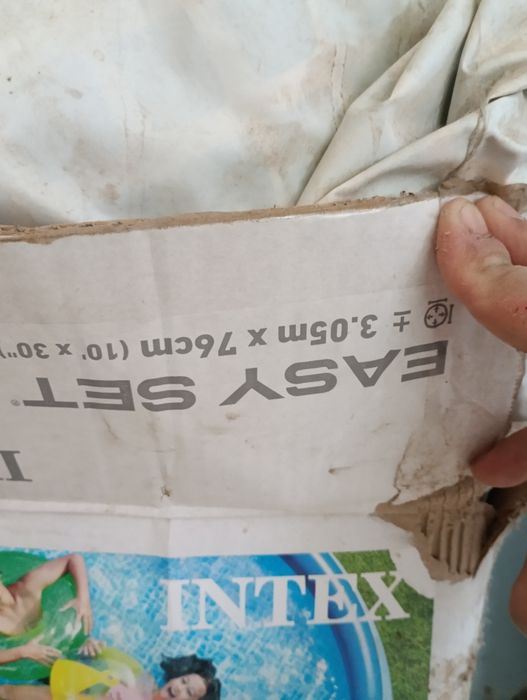 EASY SET®
± 3.05m x 76cm (10' x 30")
INTEX